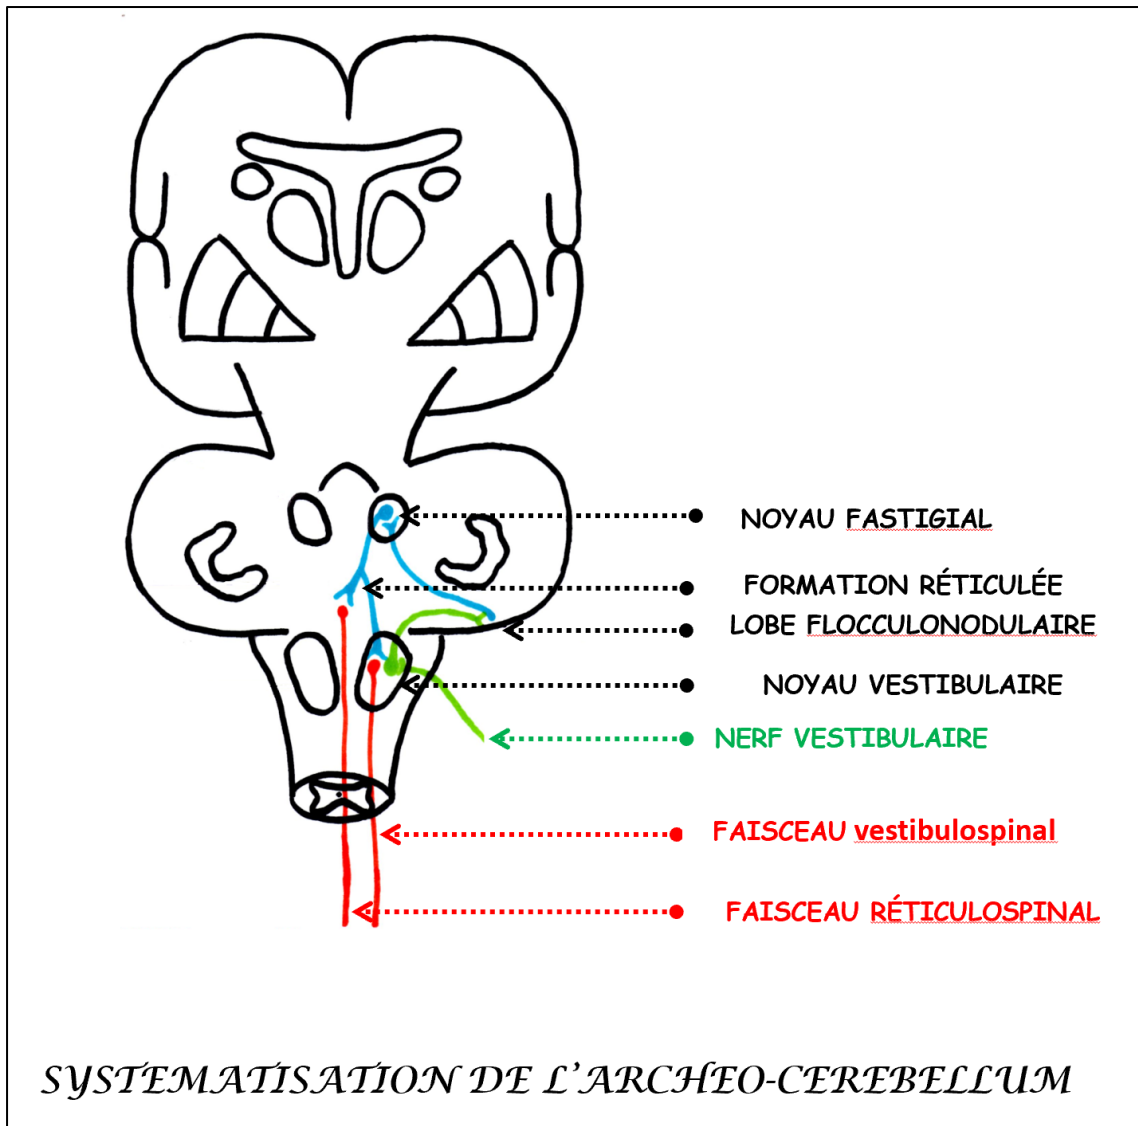 NOYAU FASTIGIAL
FORMATION RÉTICULÉE
LOBE FLOCCULONODULAIRE
NOYAU VESTIBULAIRE
NERF VESTIBULAIRE
FAISCEAU vestibulospinal
FAISCEAU RÉTICULOSPINAL
SYSTEMATISATION DE L'ARCHEO-CEREBELLUM